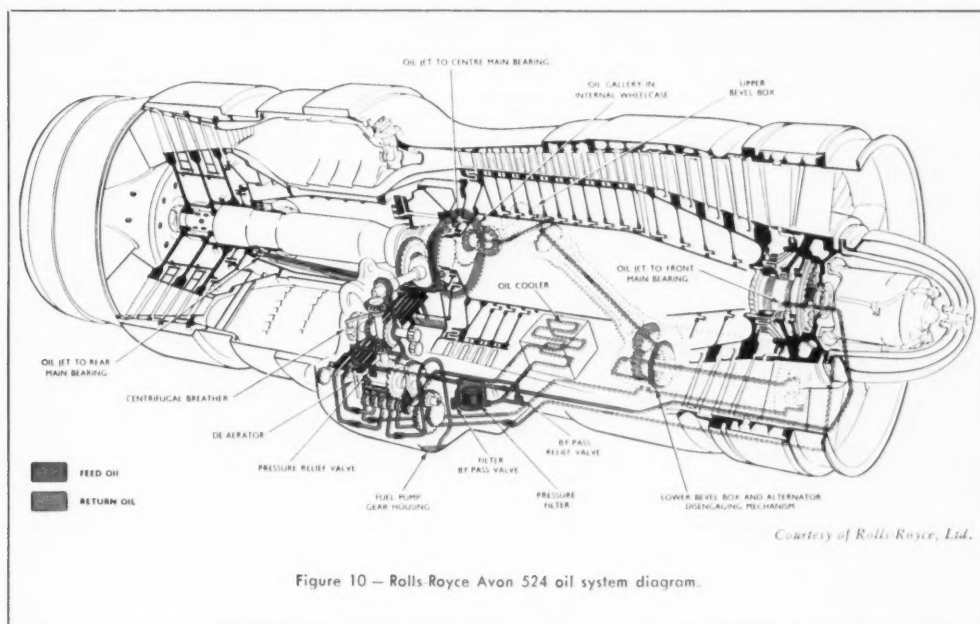 OIL JET TO CENTRE MAIN BEARING
OIL GALLERY IN
INTERNAL WHEELCASE
UPPER
BEVEL BOX
OIL JET TO FRONT
MAIN BEARING
OIL COOLER
OIL JET TO REAR
MAIN BEARING
CENTRIFUGAL BREATHER
DE AERATOR
PRESSURE RELIEF VALVE
FILTER
BY PASS VALVE
BY PASS
RELIEF VALVE
FUEL PUMP
GEAR HOUSING
PRESSURE
FILTER
LOWER BEVEL BOX AND ALTERNATOR
DISENGAGING MECHANISM
FEED OIL
RETURN OIL
Courtesy of Rolls Royce, Ltd.
Figure 10 — Rolls-Royce Avon 524 oil system diagram.